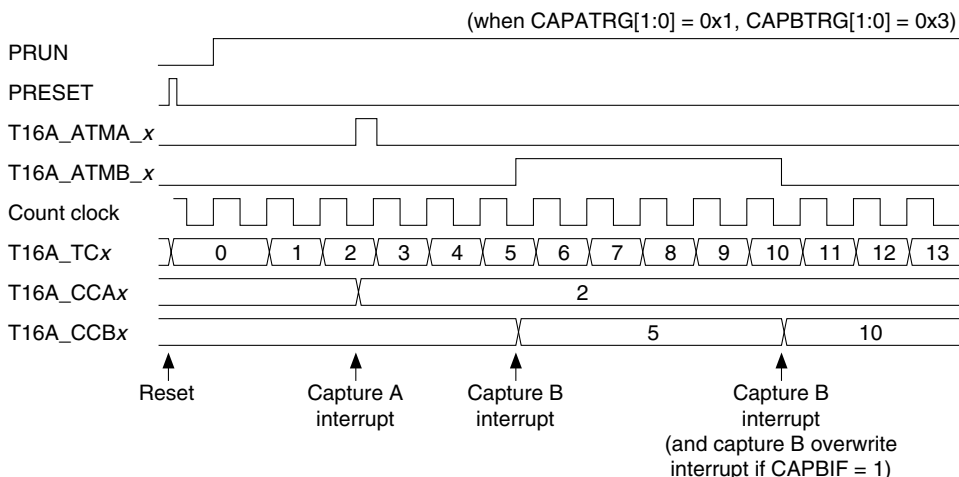 (when CAPATRG[1:0] = 0x1, CAPBTRG[1:0] = 0x3)
PRUN
PRESET
T16A_ATMA_x
T16A_ATMB_x
Count clock
T16A_TCx 0 1 2 3 4 5 6 7 8 9 10 11 12 13
T16A_CCAx 2
T16A_CCBx 5 10
Reset Capture A Capture B Capture B
interrupt interrupt interrupt
(and capture B overwrite
interrupt if CAPBIF = 1)